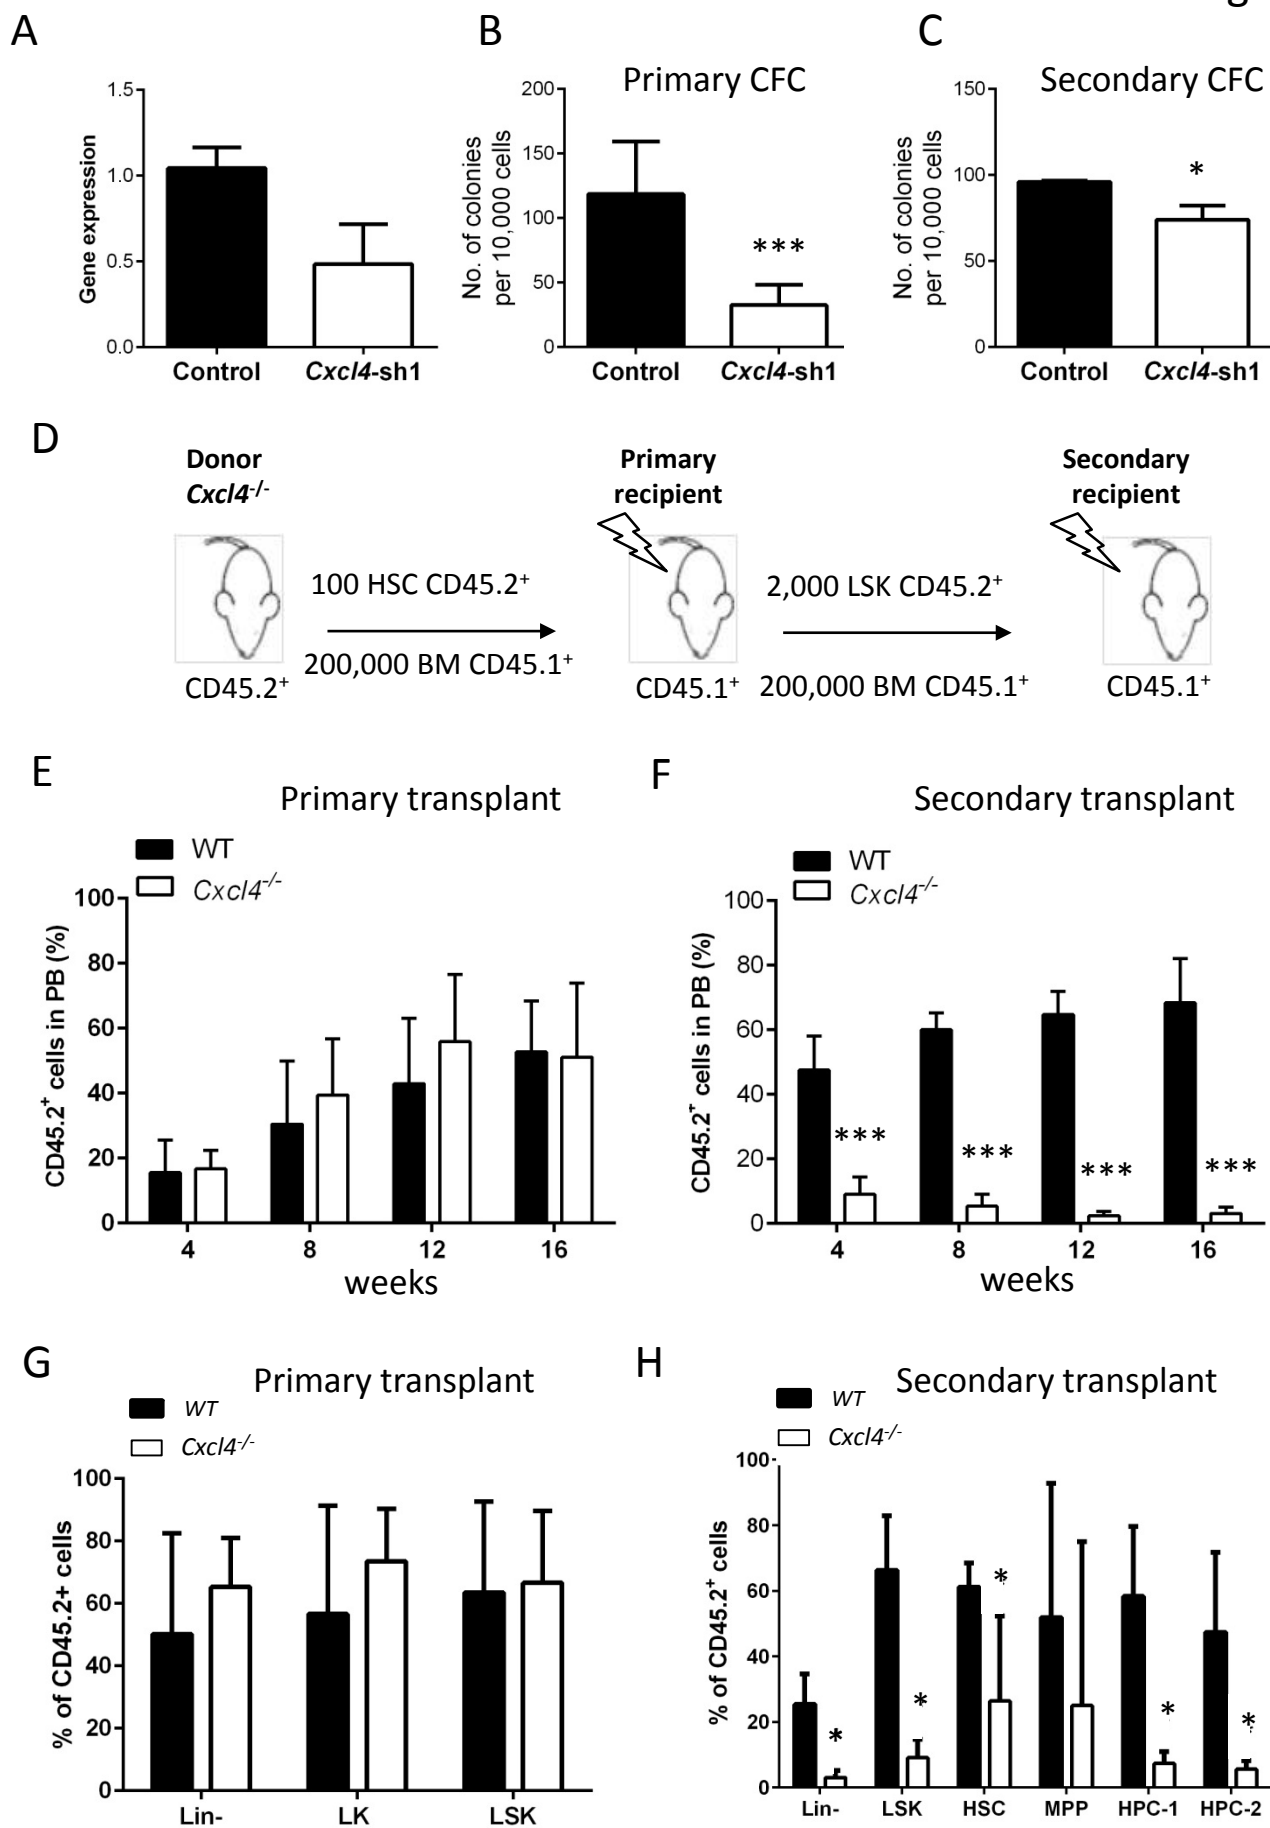 g
A
B
C
1.5
1.0
0.5
0.0
Gene expression
Control
Cxcl4-sh1
Primary CFC
200
150
100
50
0
No. of colonies
per 10,000 cells
***
Control
Cxcl4-sh1
Secondary CFC
150
100
50
0
No. of colonies
per 10,000 cells
*
Control
Cxcl4-sh1
D
Donor
Cxcl4-/-
CD45.2+
100 HSC CD45.2+
200,000 BM CD45.1+
Primary
recipient
CD45.1+
2,000 LSK CD45.2+
200,000 BM CD45.1+
Secondary
recipient
CD45.1+
E
Primary transplant
WT
Cxcl4-/-
100
80
60
40
20
0
CD45.2+ cells in PB (%)
4 8 12 16
weeks
F
Secondary transplant
WT
Cxcl4-/-
100
80
60
40
20
0
CD45.2+ cells in PB (%)
*** *** *** ***
4 8 12 16
weeks
G
Primary transplant
WT
Cxcl4-/-
100
80
60
40
20
0
% of CD45.2+ cells
Lin- LK LSK
H
Secondary transplant
WT
Cxcl4-/-
100
80
60
40
20
0
% of CD45.2+ cells
* * * * *
Lin- LSK HSC MPP HPC-1 HPC-2